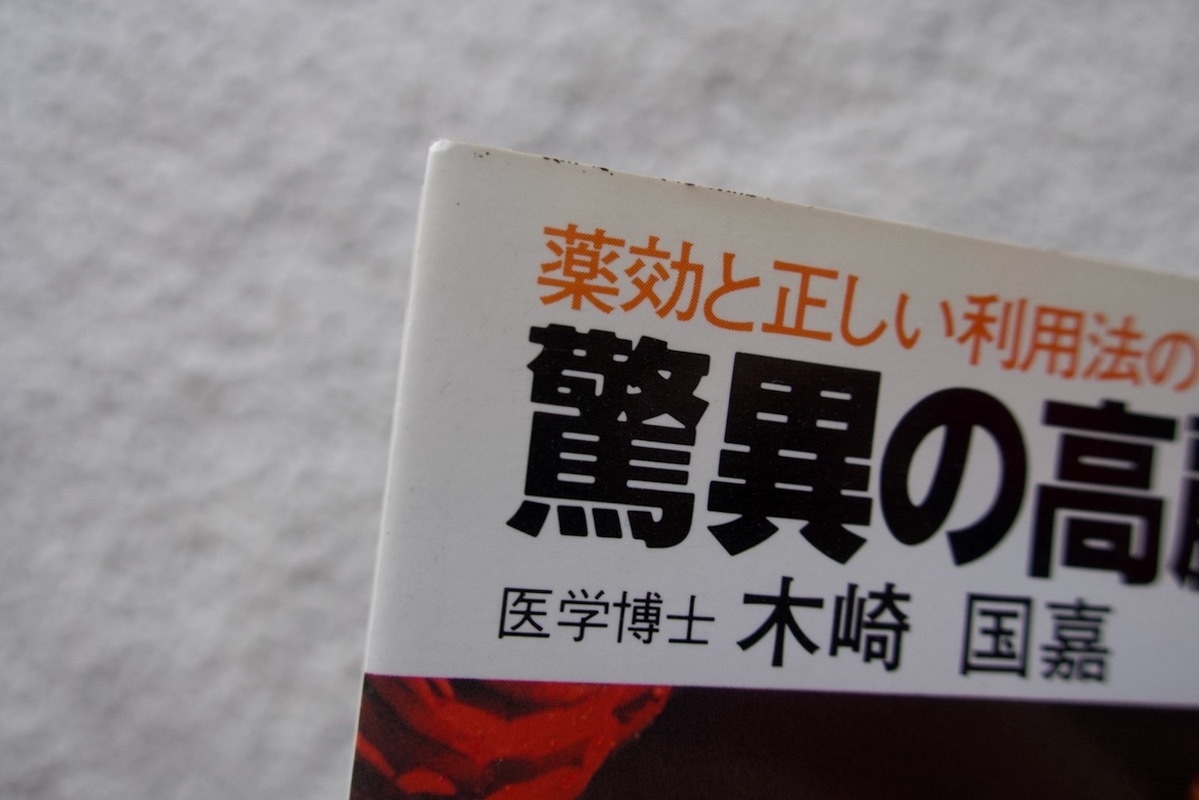 薬効と正しい利用法の
驚異の高
医学博士 木崎 国嘉